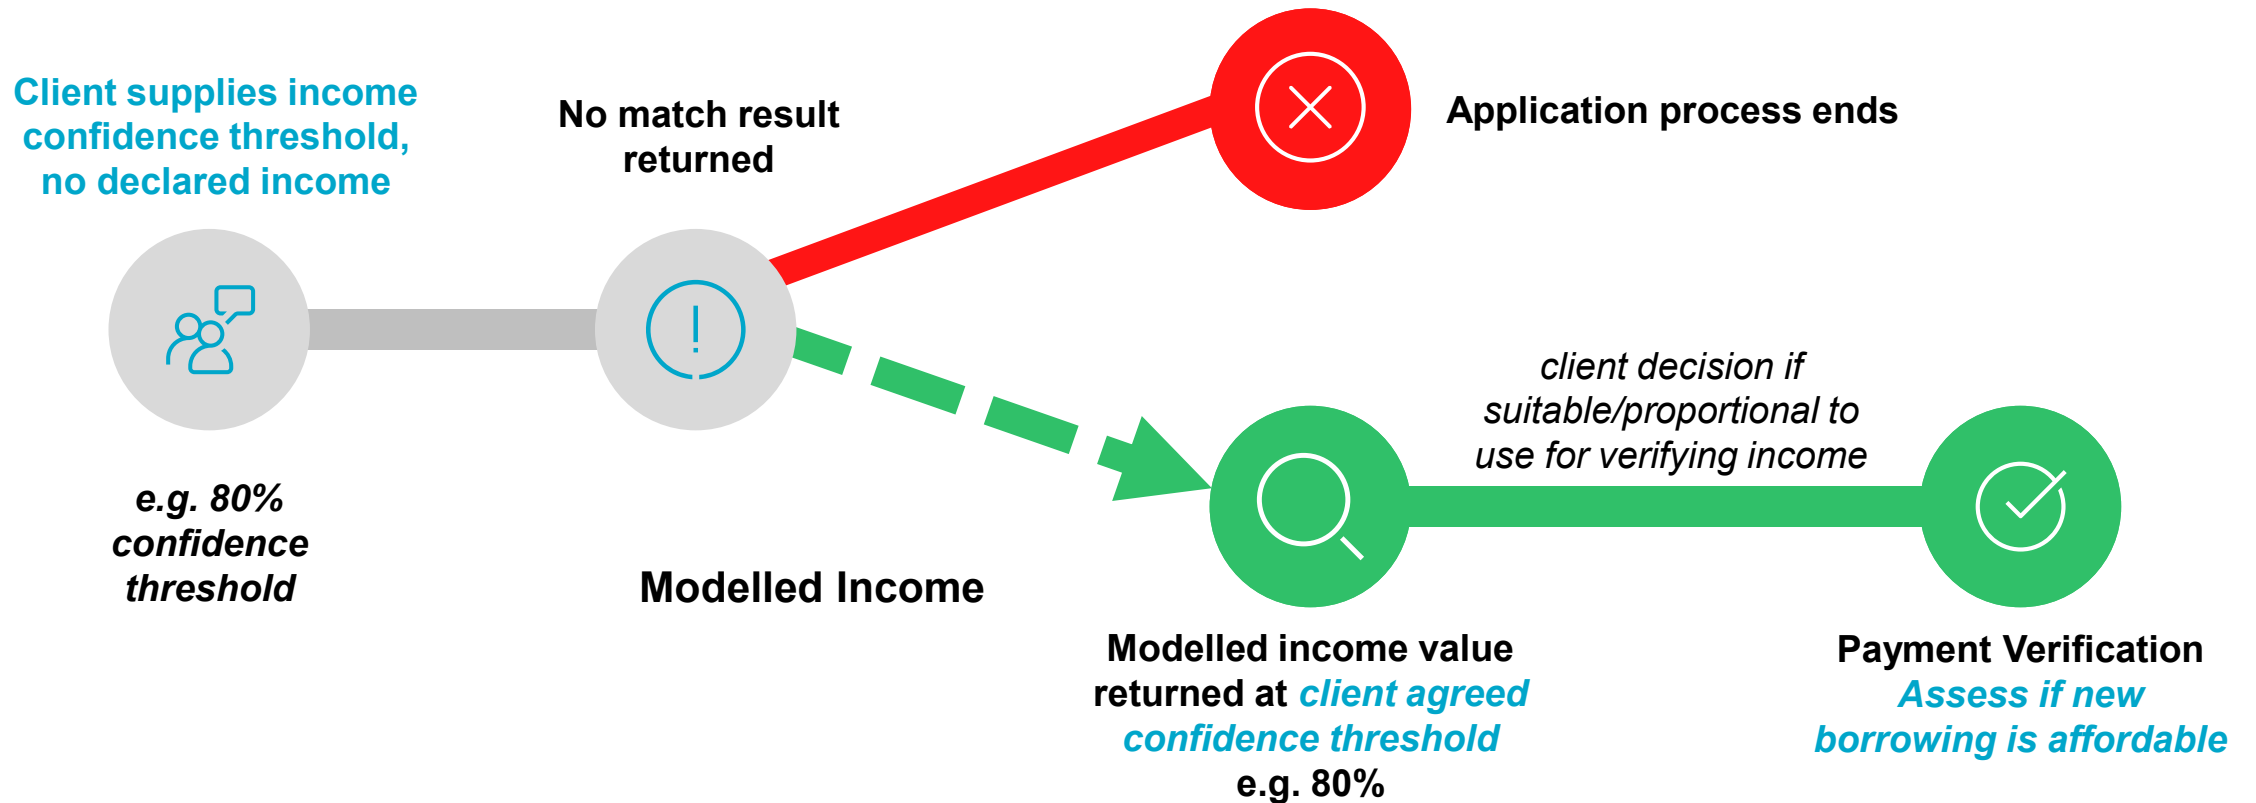 Client supplies income
confidence threshold,
no declared income
e.g. 80%
confidence
threshold
No match result
returned
Application process ends
Modelled Income
client decision if
suitable/proportional to
use for verifying income
Modelled income value
returned at client agreed
confidence threshold
e.g. 80%
Payment Verification
Assess if new
borrowing is affordable